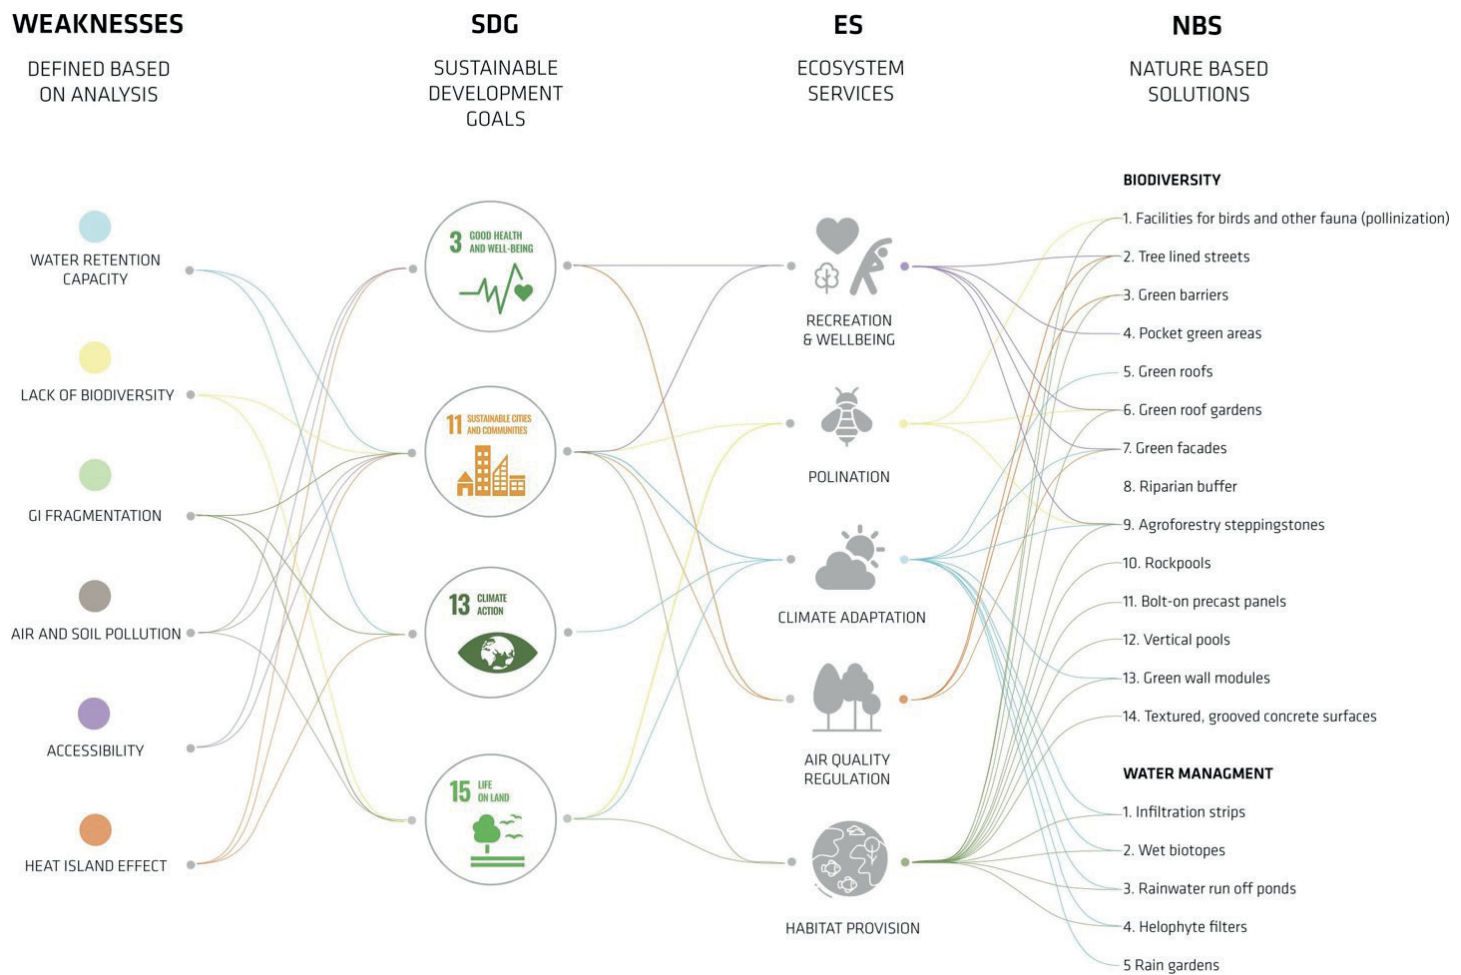 WEAKNESSES
DEFINED BASED
ON ANALYSIS
WATER RETENTION
CAPACITY
LACK OF BIODIVERSITY
GI FRAGMENTATION
AIR AND SOIL POLLUTION
ACCESSIBILITY
HEAT ISLAND EFFECT
SDG
SUSTAINABLE
DEVELOPMENT
GOALS
3 GOOD HEALTH
AND WELL-BEING
11 SUSTAINABLE CITIES
AND COMMUNITIES
13 CLIMATE
ACTION
15 LIFE
ON LAND
ES
ECOSYSTEM
SERVICES
RECREATION
& WELLBEING
POLINATION
CLIMATE ADAPTATION
AIR QUALITY
REGULATION
HABITAT PROVISION
NBS
NATURE BASED
SOLUTIONS
BIODIVERSITY
1. Facilities for birds and other fauna (pollinization)
2. Tree lined streets
3. Green barriers
4. Pocket green areas
5. Green roofs
6. Green roof gardens
7. Green facades
8. Riparian buffer
9. Agroforestry steppingstones
10. Rockpools
11. Bolt-on precast panels
12. Vertical pools
13. Green wall modules
14. Textured, grooved concrete surfaces
WATER MANAGMENT
1. Infiltration strips
2. Wet biotopes
3. Rainwater run off ponds
4. Helophyte filters
5 Rain gardens